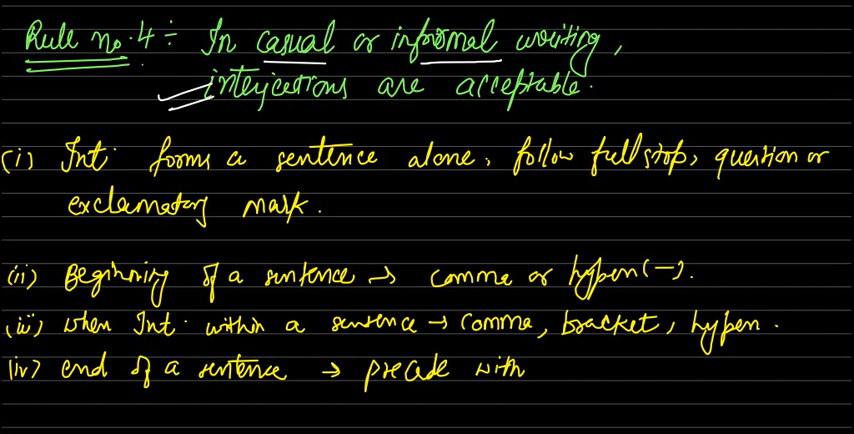 Rule no. 4 ÷ In casual or informal writing,
interjections are acceptable.
(i) Int. forms a sentence alone, follow full stop, question or
exclamatory mark.
(ii) Beginning of a sentence → comma or hypen (—).
(iii) when Int. within a sentence → comma, bracket, hypen.
(iv) end of a sentence → precede with